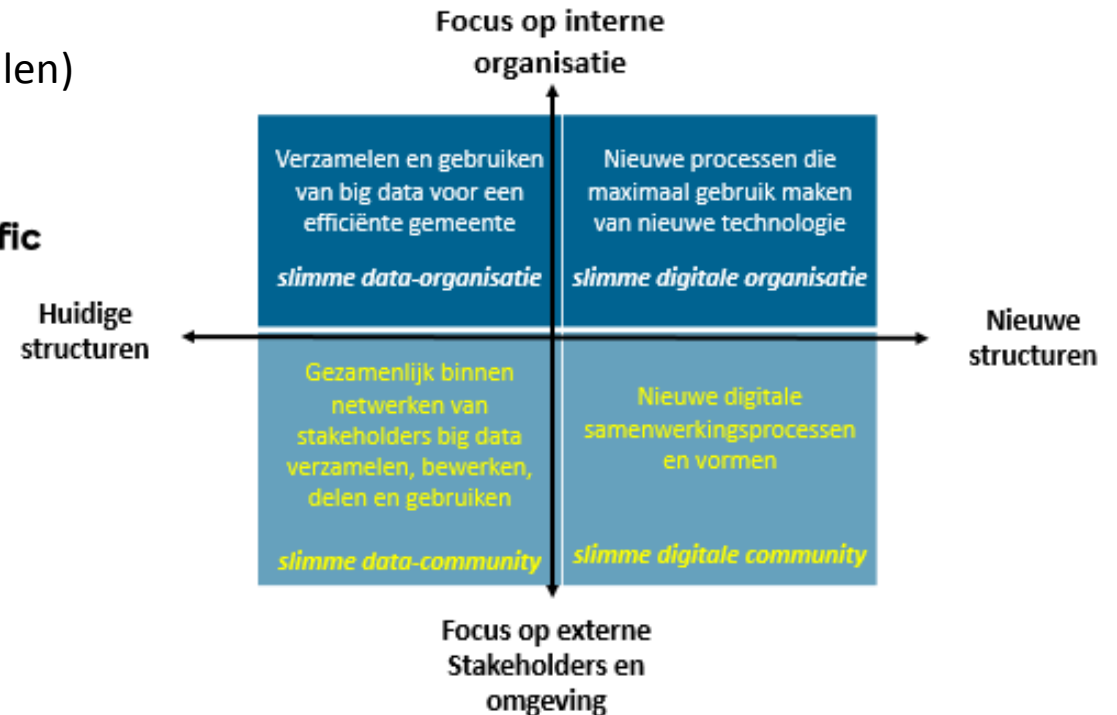 Focus op interne
organisatie
len)
Verzamelen en gebruiken
van big data voor een
efficiënte gemeente
slimme data-organisatie
Nieuwe processen die
maximaal gebruik maken
van nieuwe technologie
slimme digitale organisatie
fic
Huidige
structuren
Nieuwe
structuren
Gezamenlijk binnen
netwerken van
stakeholders big data
verzamelen, bewerken,
delen en gebruiken
slimme data-community
Nieuwe digitale
samenwerkingsprocessen
en vormen
slimme digitale community
Focus op externe
Stakeholders en
omgeving